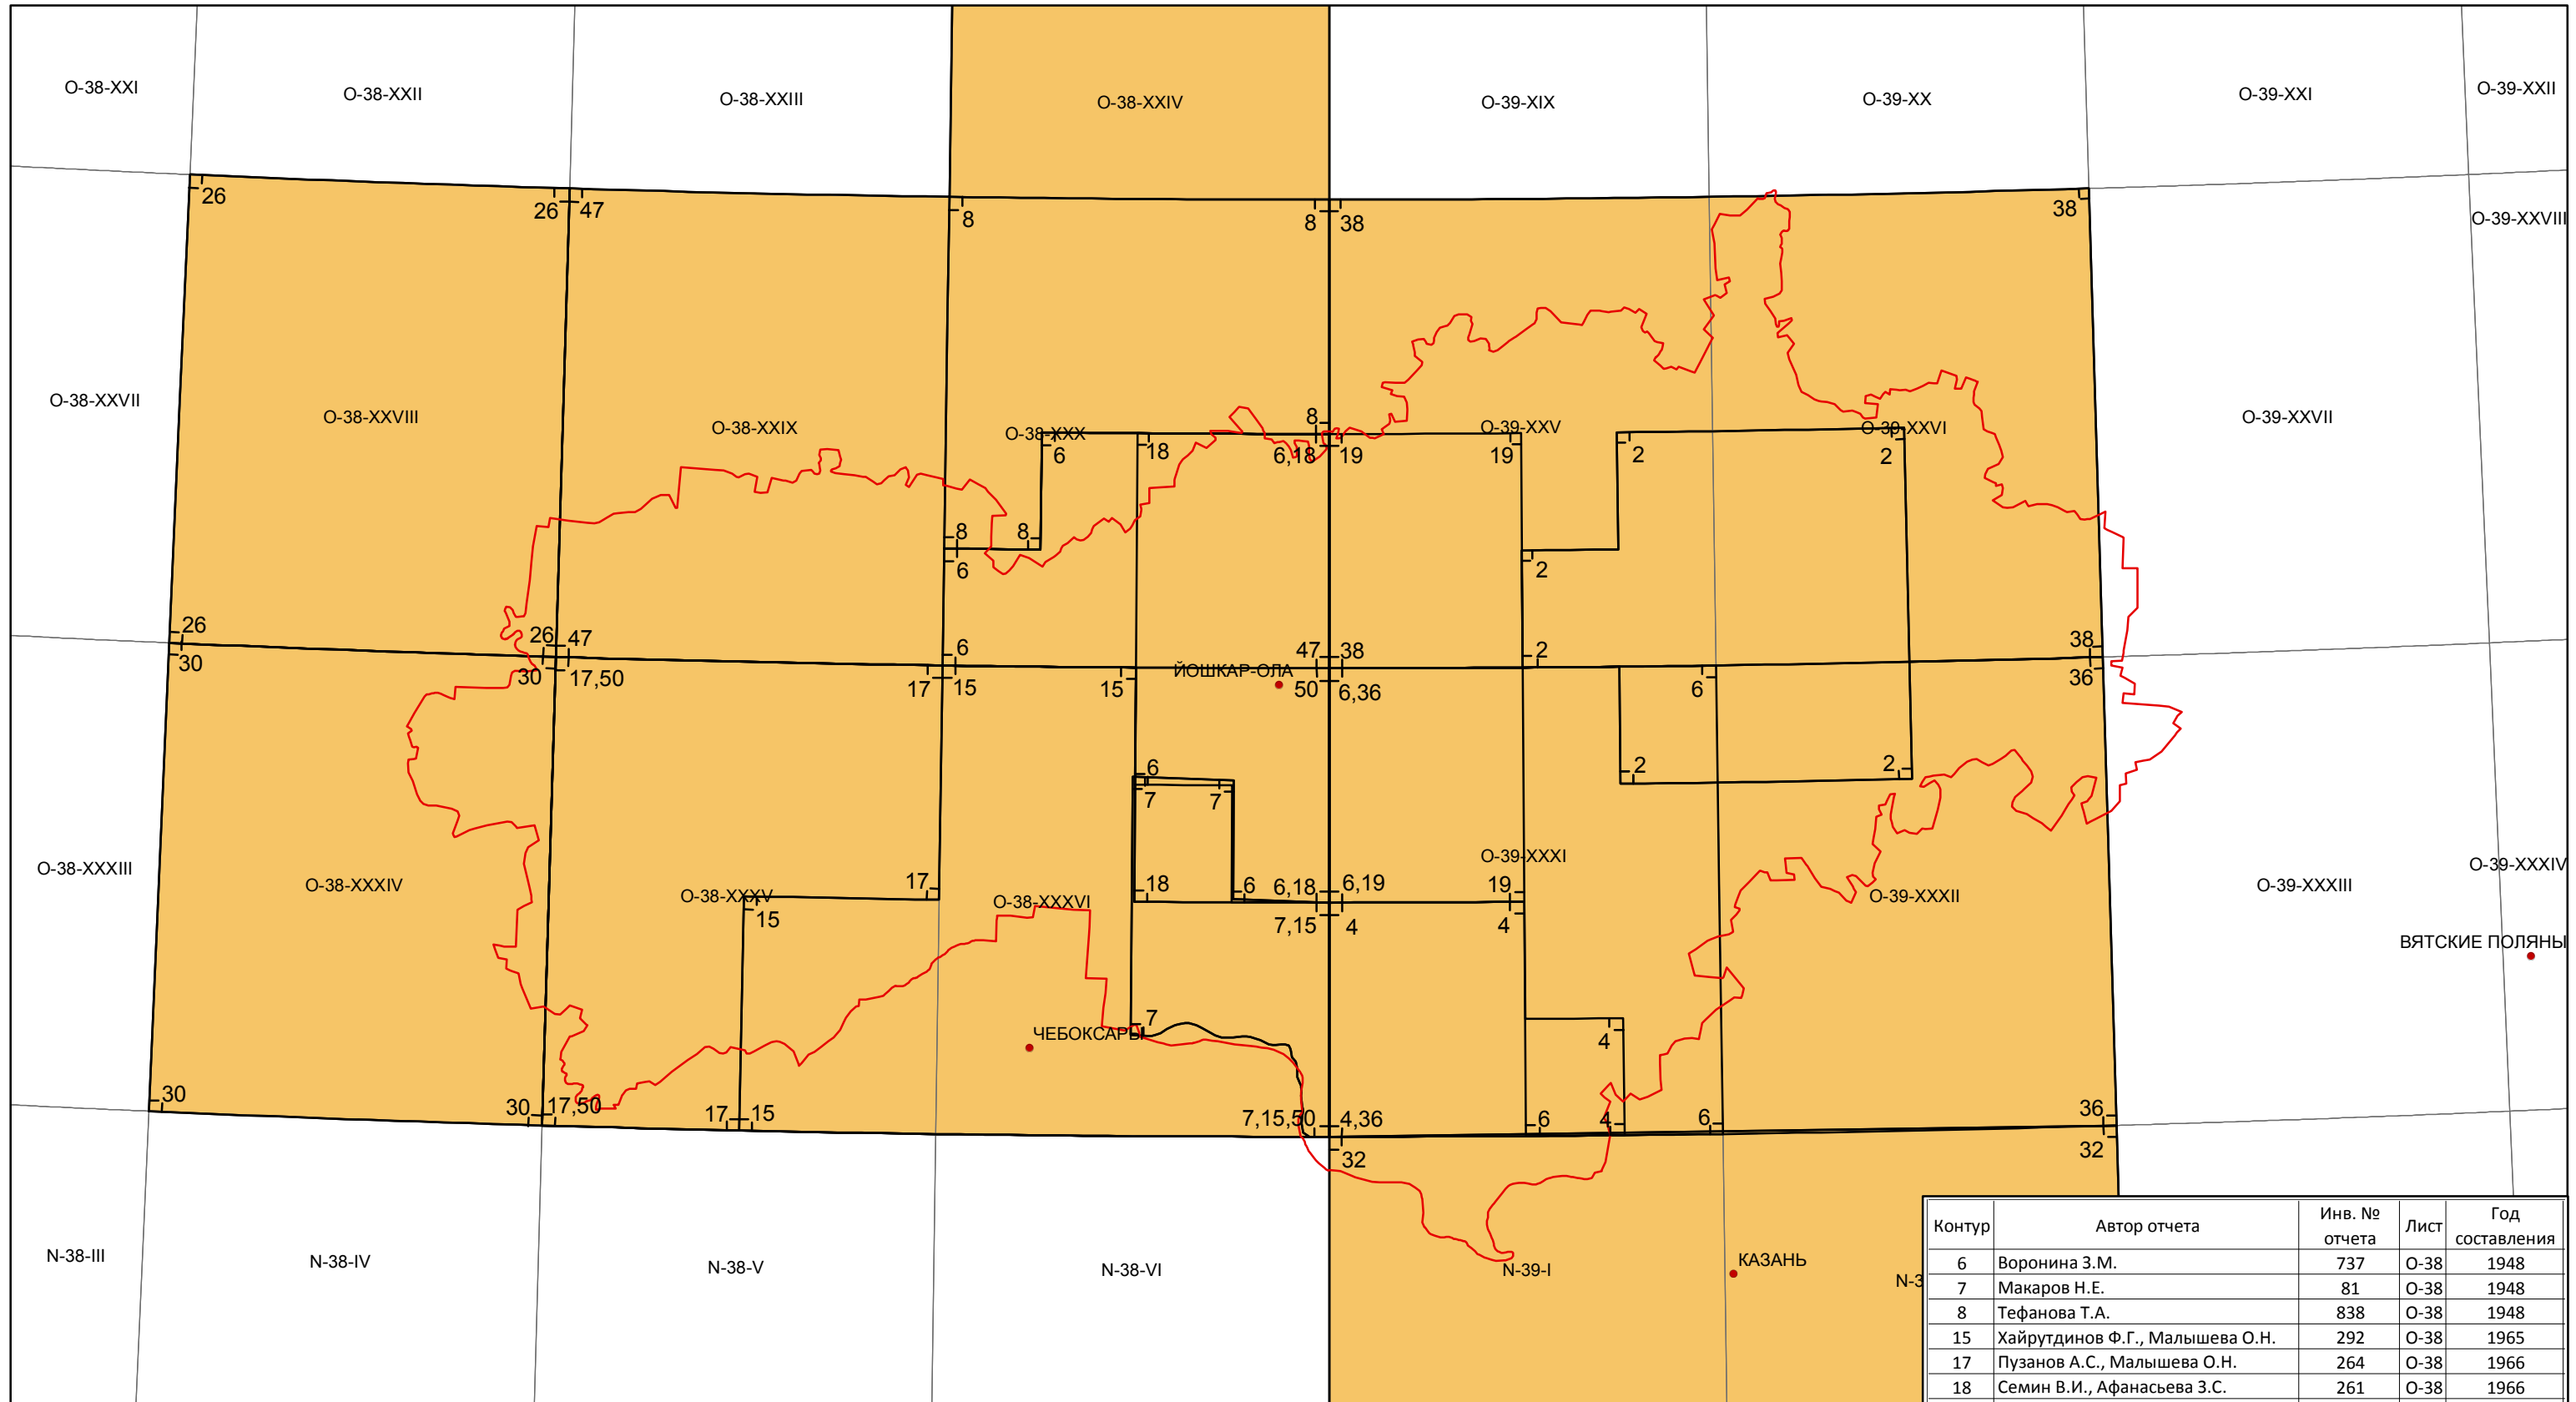 O-38-XXI
O-38-XXII
O-38-XXIII
O-38-XXIV
O-39-XIX
O-39-XX
O-39-XXI
O-39-XXII
26
26 47
8
8 38
38
O-39-XXVIII
O-38-XXVII
O-38-XXVIII
O-38-XXIX
O-38-XXX
8
O-39-XXV
O-39-XXVI
O-39-XXVII
6
18
6,18 19
19
2
2
8
8
6
2
26
30
26 47
30 17,50
6
17 15
15
ЙОШКАР-ОЛА
47 38
50 6,36
2
6
38
36
6
7
7
2
2
O-38-XXXIII
O-38-XXXIV
O-38-XXXV
17
15
O-38-XXXVI
18
6
6,18 6,19
7,15 4
O-39-XXXI
19
4
O-39-XXXII
O-39-XXXIII
O-39-XXXIV
ВЯТСКИЕ ПОЛЯНЫ
ЧЕБОКСАРЫ
7
4
30
30 17,50
17 15
7,15,50 4,36
32
6
4
6
36
32
N-38-III
N-38-IV
N-38-V
N-38-VI
N-39-I
КАЗАНЬ
N-3
Контур Автор отчета Инв. № отчета Лист Год составления
6 Воронина З.М. 737 O-38 1948
7 Макаров Н.Е. 81 O-38 1948
8 Тефанова Т.А. 838 O-38 1948
15 Хайрутдинов Ф.Г., Малышева О.Н. 292 O-38 1965
17 Пузанов А.С., Малышева О.Н. 264 O-38 1966
18 Семин В.И., Афанасьева З.С. 261 O-38 1966